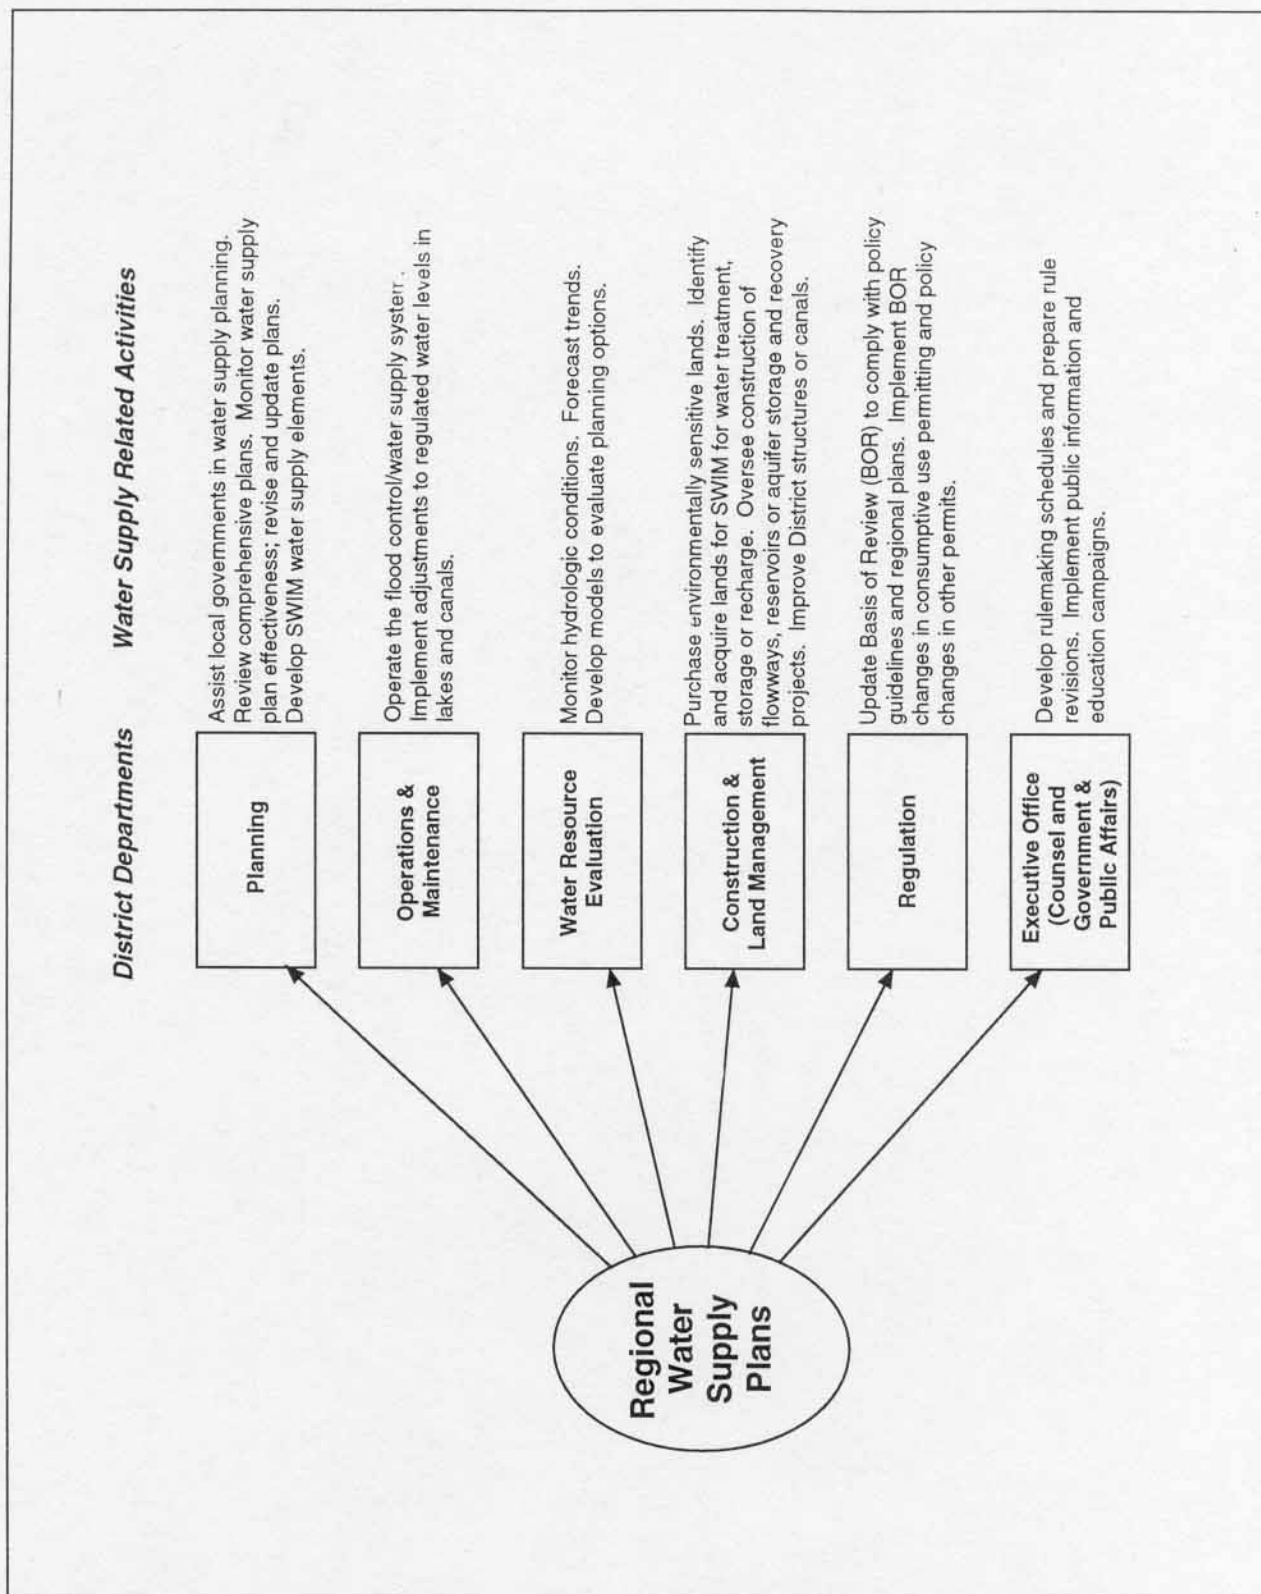 District Departments
Water Supply Related Activities
Regional
Water
Supply
Plans
Planning
Assist local governments in water supply planning.
Review comprehensive plans. Monitor water supply
plan effectiveness; revise and update plans.
Develop SWIM water supply elements.
Operations &
Maintenance
Operate the flood control/water supply system.
Implement adjustments to regulated water levels in
lakes and canals.
Water Resource
Evaluation
Monitor hydrologic conditions. Forecast trends.
Develop models to evaluate planning options.
Construction &
Land Management
Purchase environmentally sensitive lands. Identify
and acquire lands for SWIM for water treatment,
storage or recharge. Oversee construction of
flowways, reservoirs or aquifer storage and recovery
projects. Improve District structures or canals.
Regulation
Update Basis of Review (BOR) to comply with policy
guidelines and regional plans. Implement BOR
changes in consumptive use permitting and policy
changes in other permits.
Executive Office
(Counsel and
Government &
Public Affairs)
Develop rulemaking schedules and prepare rule
revisions. Implement public information and
education campaigns.